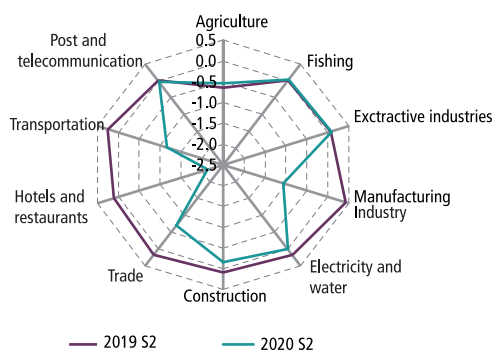 Agriculture
Post and
telecommunication
0.5
0.0
-0.5
-1.0
-1.5
-2.0
-2.5
Fishing
Exctractive industries
Transportation
Manufacturing
Industry
Hotels and
restaurants
Electricity and
water
Trade
Construction
2019 S2
2020 S2